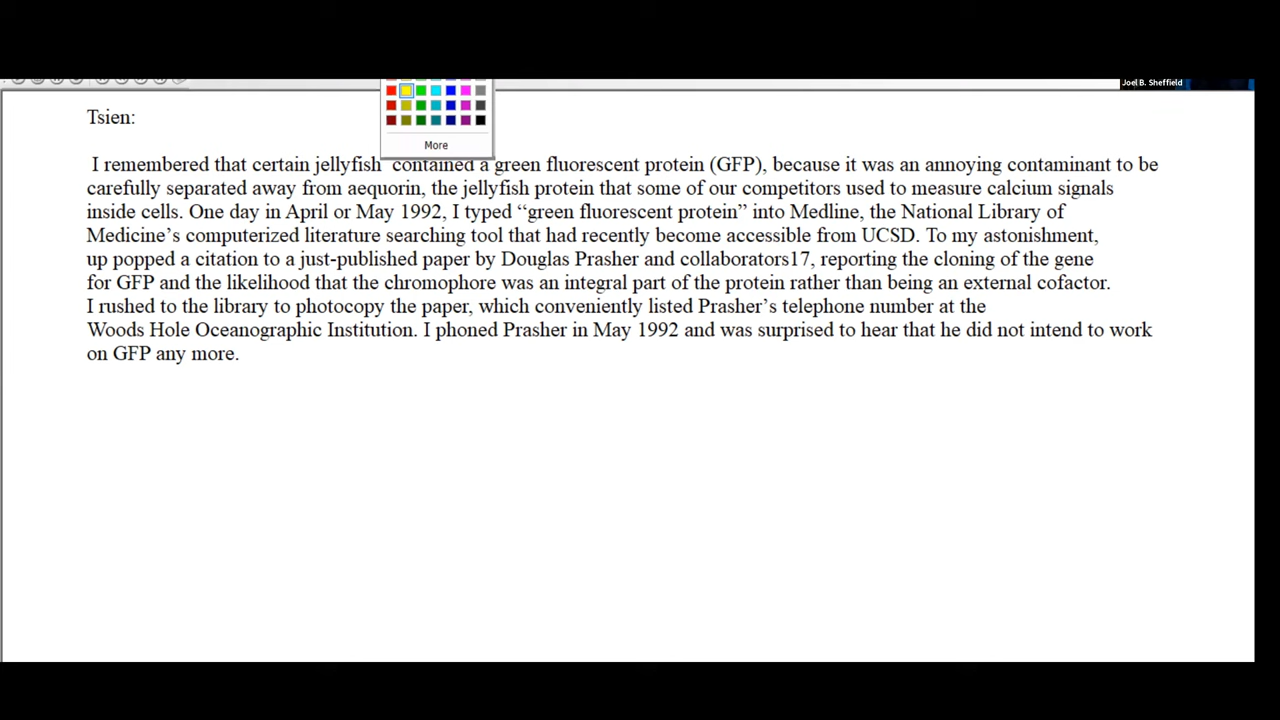 Joel B. Sheffield
Tsien:
More
I remembered that certain jellyfish contained a green fluorescent protein (GFP), because it was an annoying contaminant to be
carefully separated away from aequorin, the jellyfish protein that some of our competitors used to measure calcium signals
inside cells. One day in April or May 1992, I typed “green fluorescent protein” into Medline, the National Library of
Medicine’s computerized literature searching tool that had recently become accessible from UCSD. To my astonishment,
up popped a citation to a just-published paper by Douglas Prasher and collaborators17, reporting the cloning of the gene
for GFP and the likelihood that the chromophore was an integral part of the protein rather than being an external cofactor.
I rushed to the library to photocopy the paper, which conveniently listed Prasher’s telephone number at the
Woods Hole Oceanographic Institution. I phoned Prasher in May 1992 and was surprised to hear that he did not intend to work
on GFP any more.